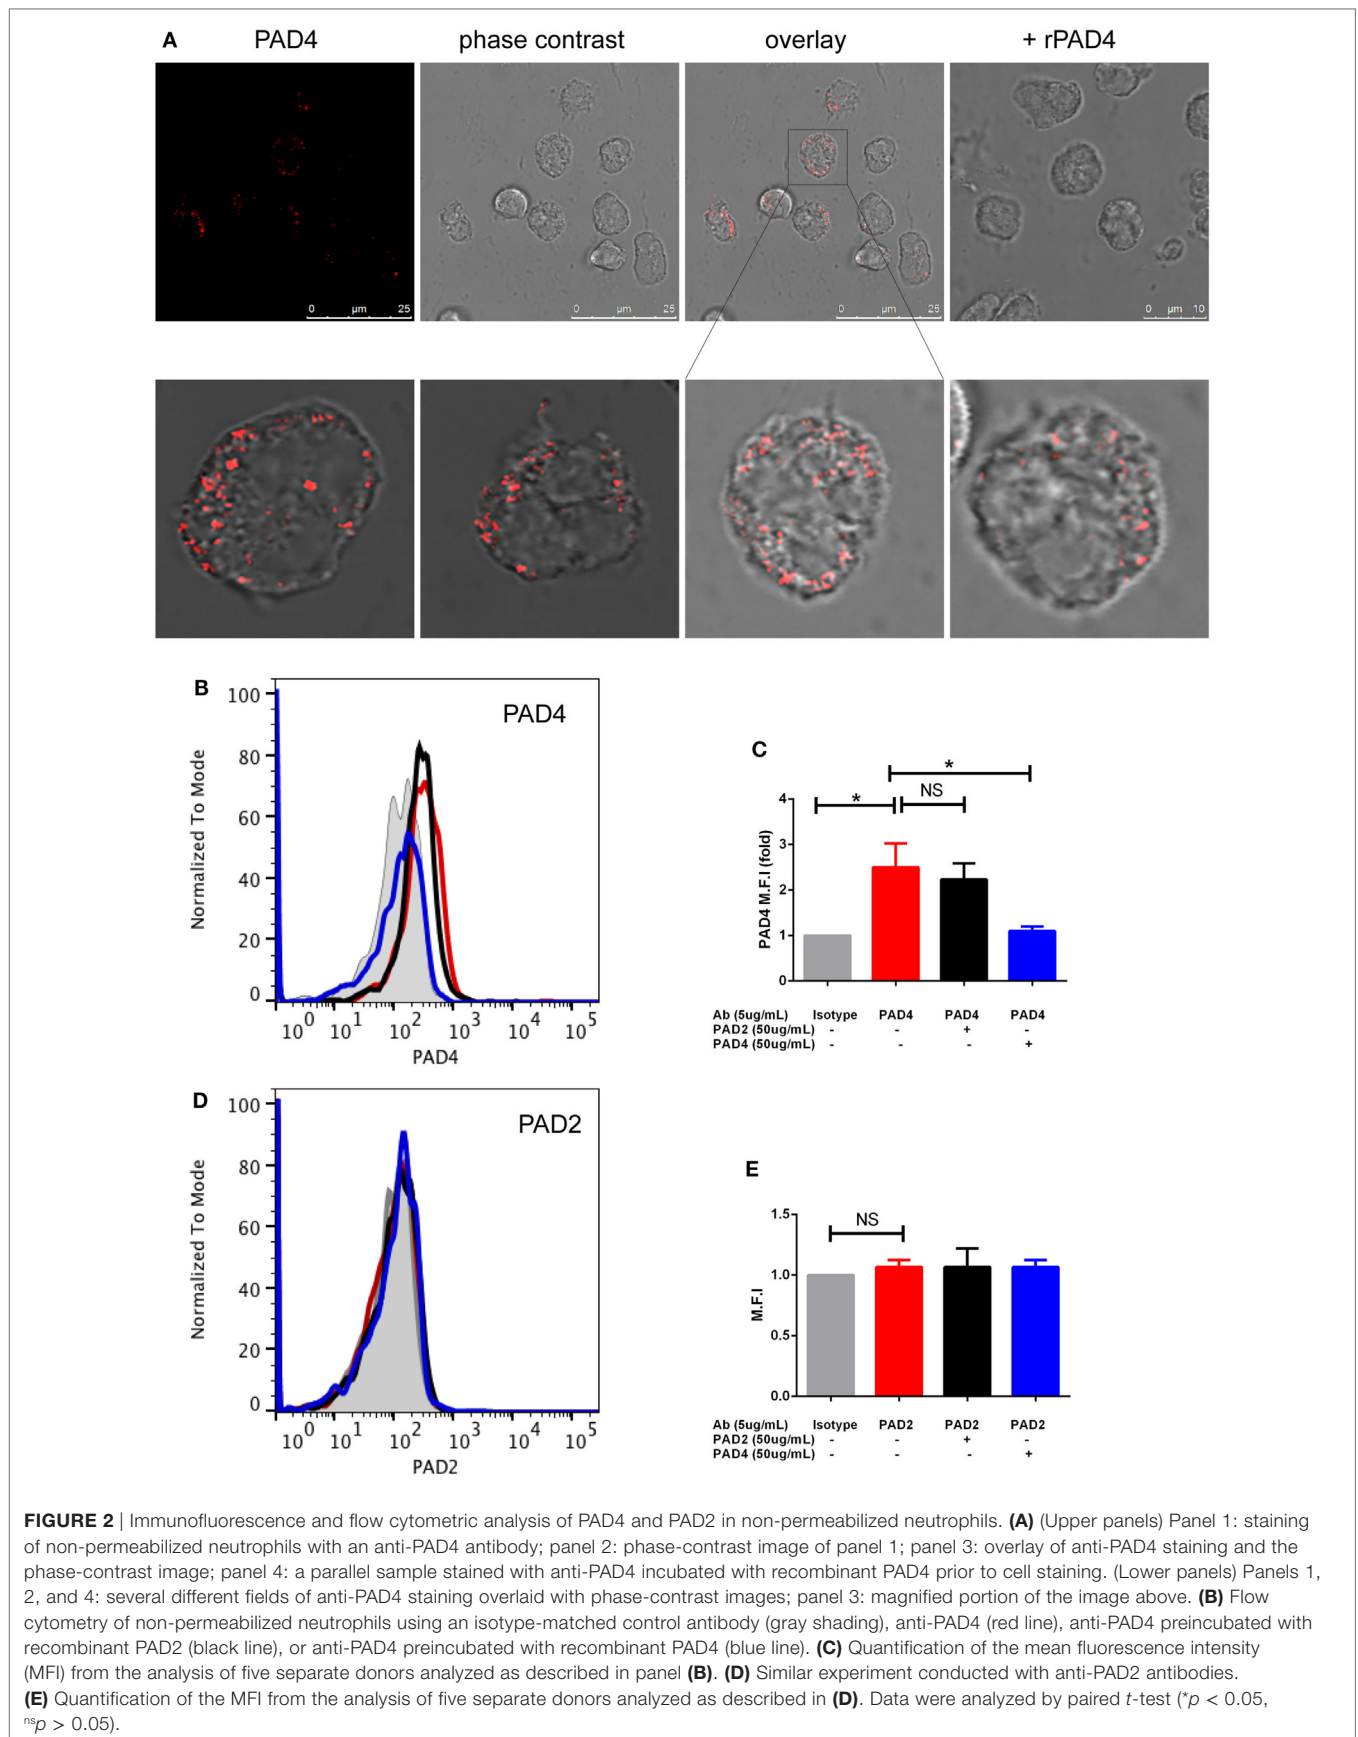 A PAD4 phase contrast overlay + rPAD4
0 µm 25 0 µm 25 0 µm 25 0 µm 10
B
PAD4
Normalized To Mode
100
80
60
40
20
0
10^0 10^1 10^2 10^3 10^4 10^5
PAD4
C
* 
* NS
PAD4 M.F.I (fold)
4
3
2
1
0
Ab (5ug/mL) Isotype PAD4 PAD4 PAD4
PAD2 (50ug/mL) - - + -
PAD4 (50ug/mL) - - - +
D
PAD2
Normalized To Mode
100
80
60
40
20
0
10^0 10^1 10^2 10^3 10^4 10^5
PAD2
E
NS
M.F.I
1.5
1.0
0.5
0.0
Ab (5ug/mL) Isotype PAD2 PAD2 PAD2
PAD2 (50ug/mL) - - + -
PAD4 (50ug/mL) - - - +
FIGURE 2 | Immunofluorescence and flow cytometric analysis of PAD4 and PAD2 in non-permeabilized neutrophils. (A) (Upper panels) Panel 1: staining
of non-permeabilized neutrophils with an anti-PAD4 antibody; panel 2: phase-contrast image of panel 1; panel 3: overlay of anti-PAD4 staining and the
phase-contrast image; panel 4: a parallel sample stained with anti-PAD4 incubated with recombinant PAD4 prior to cell staining. (Lower panels) Panels 1,
2, and 4: several different fields of anti-PAD4 staining overlaid with phase-contrast images; panel 3: magnified portion of the image above. (B) Flow
cytometry of non-permeabilized neutrophils using an isotype-matched control antibody (gray shading), anti-PAD4 (red line), anti-PAD4 preincubated with
recombinant PAD2 (black line), or anti-PAD4 preincubated with recombinant PAD4 (blue line). (C) Quantification of the mean fluorescence intensity
(MFI) from the analysis of five separate donors analyzed as described in panel (B). (D) Similar experiment conducted with anti-PAD2 antibodies.
(E) Quantification of the MFI from the analysis of five separate donors analyzed as described in (D). Data were analyzed by paired t-test (*p < 0.05,
nsp > 0.05).